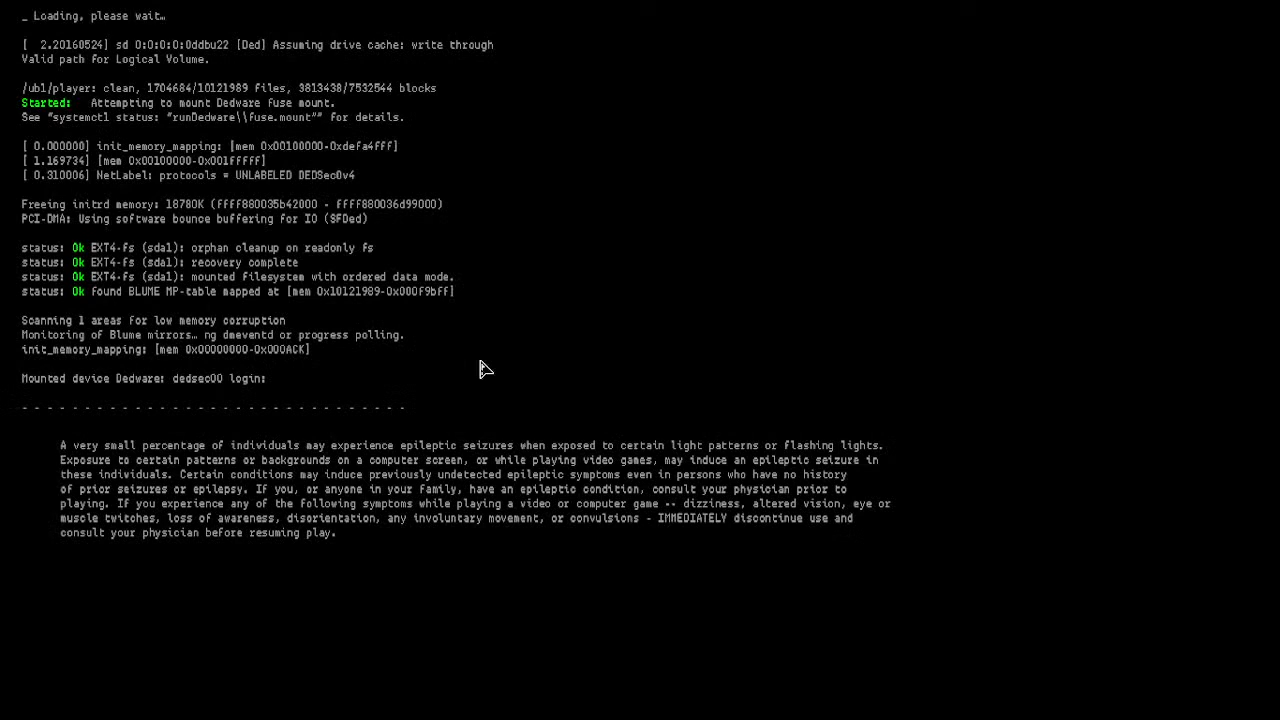 _ Loading, please wait…
[ 2.20160524] sd 0:0:0:0:0ddbu22 [Ded] Assuming drive cache: write through
Valid path for Logical Volume.
/ubl/player: clean, 1704684/10121989 files, 3813438/7532544 blocks
Started: Attempting to mount Dedware fuse mount.
See "systemctl status: "runDedware\\fuse.mount"" for details.
[ 0.000000] init_memory_mapping: [mem 0x00100000-0xdefa4fff]
[ 1.169734] [mem 0x00100000-0x001fffff]
[ 0.310006] NetLabel: protocols = UNLABELED DEDSecOv4
Freeing initrd memory: 18780K (ffff880035b42000 - ffff880036d99000)
PCI-DMA: Using software bounce buffering for IO (SFDed)
status: Ok EXT4-fs (sda1): orphan cleanup on readonly fs
status: Ok EXT4-fs (sda1): recovery complete
status: Ok EXT4-fs (sda1): mounted filesystem with ordered data mode.
status: Ok found BLUME MP-table mapped at [mem 0x10121989-0x000f9bff]
Scanning 1 areas for low memory corruption
Monitoring of Blume mirrors… ng dmeventd or progress polling.
init_memory_mapping: [mem 0x00000000-0x000ACK]
Mounted device Dedware: dedsec00 login:
- - - - - - - - - - - - - - - - - - - - - - - - - - - - - - -
A very small percentage of individuals may experience epileptic seizures when exposed to certain light patterns or flashing lights.
Exposure to certain patterns or backgrounds on a computer screen, or while playing video games, may induce an epileptic seizure in
these individuals. Certain conditions may induce previously undetected epileptic symptoms even in persons who have no history
of prior seizures or epilepsy. If you, or anyone in your family, have an epileptic condition, consult your physician prior to
playing. If you experience any of the following symptoms while playing a video or computer game -- dizziness, altered vision, eye or
muscle twitches, loss of awareness, disorientation, any involuntary movement, or convulsions - IMMEDIATELY discontinue use and
consult your physician before resuming play.